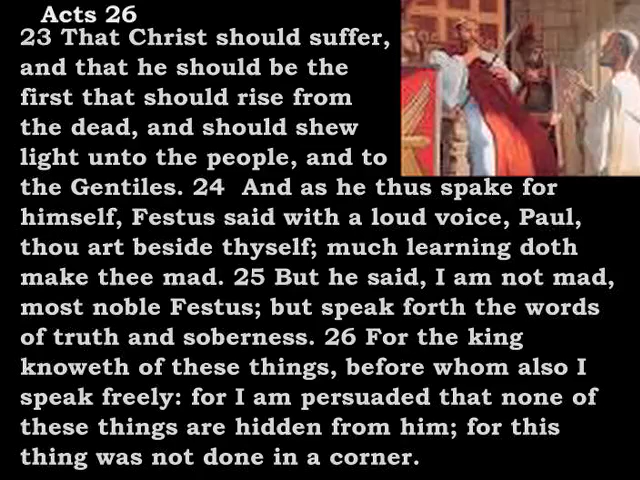 Acts 26
23 That Christ should suffer,
and that he should be the
first that should rise from
the dead, and should shew
light unto the people, and to
the Gentiles. 24  And as he thus spake for
himself, Festus said with a loud voice, Paul,
thou art beside thyself; much learning doth
make thee mad. 25 But he said, I am not mad,
most noble Festus; but speak forth the words
of truth and soberness. 26 For the king
knoweth of these things, before whom also I
speak freely: for I am persuaded that none of
these things are hidden from him; for this
thing was not done in a corner.